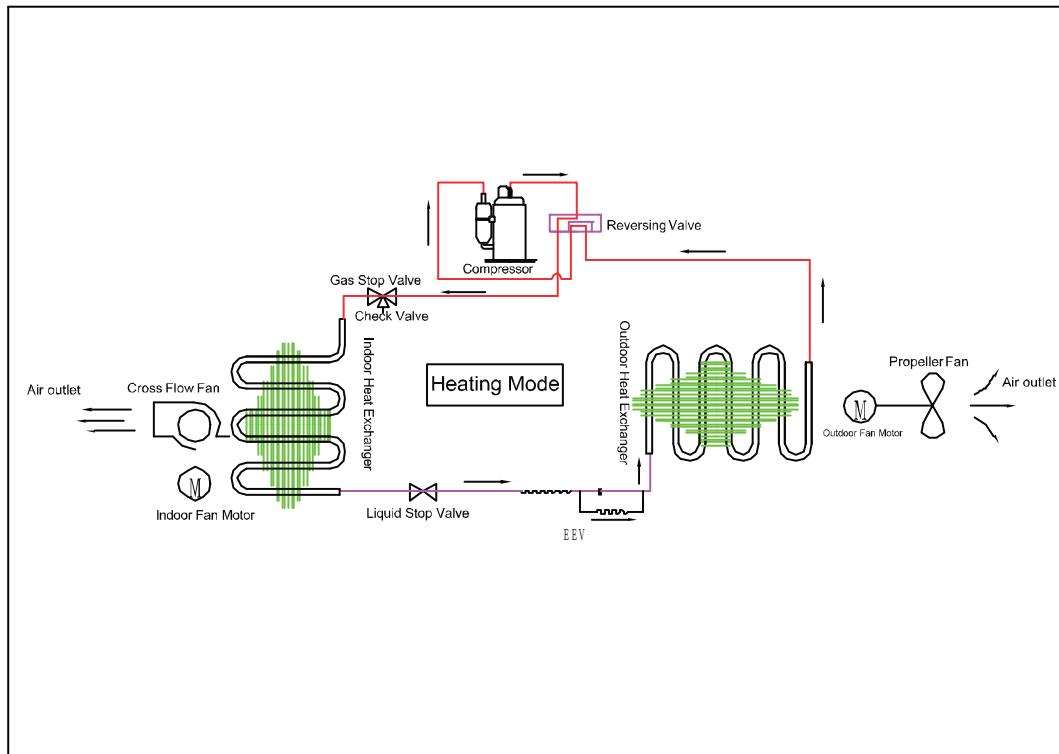 Reversing Valve
Compressor
Gas Stop Valve
Check Valve
Indoor Heat Exchanger
Outdoor Heat Exchanger
Heating Mode
Air outlet
Cross Flow Fan
M
Indoor Fan Motor
Liquid Stop Valve
EEV
Propeller Fan
Air outlet
M
Outdoor Fan Motor